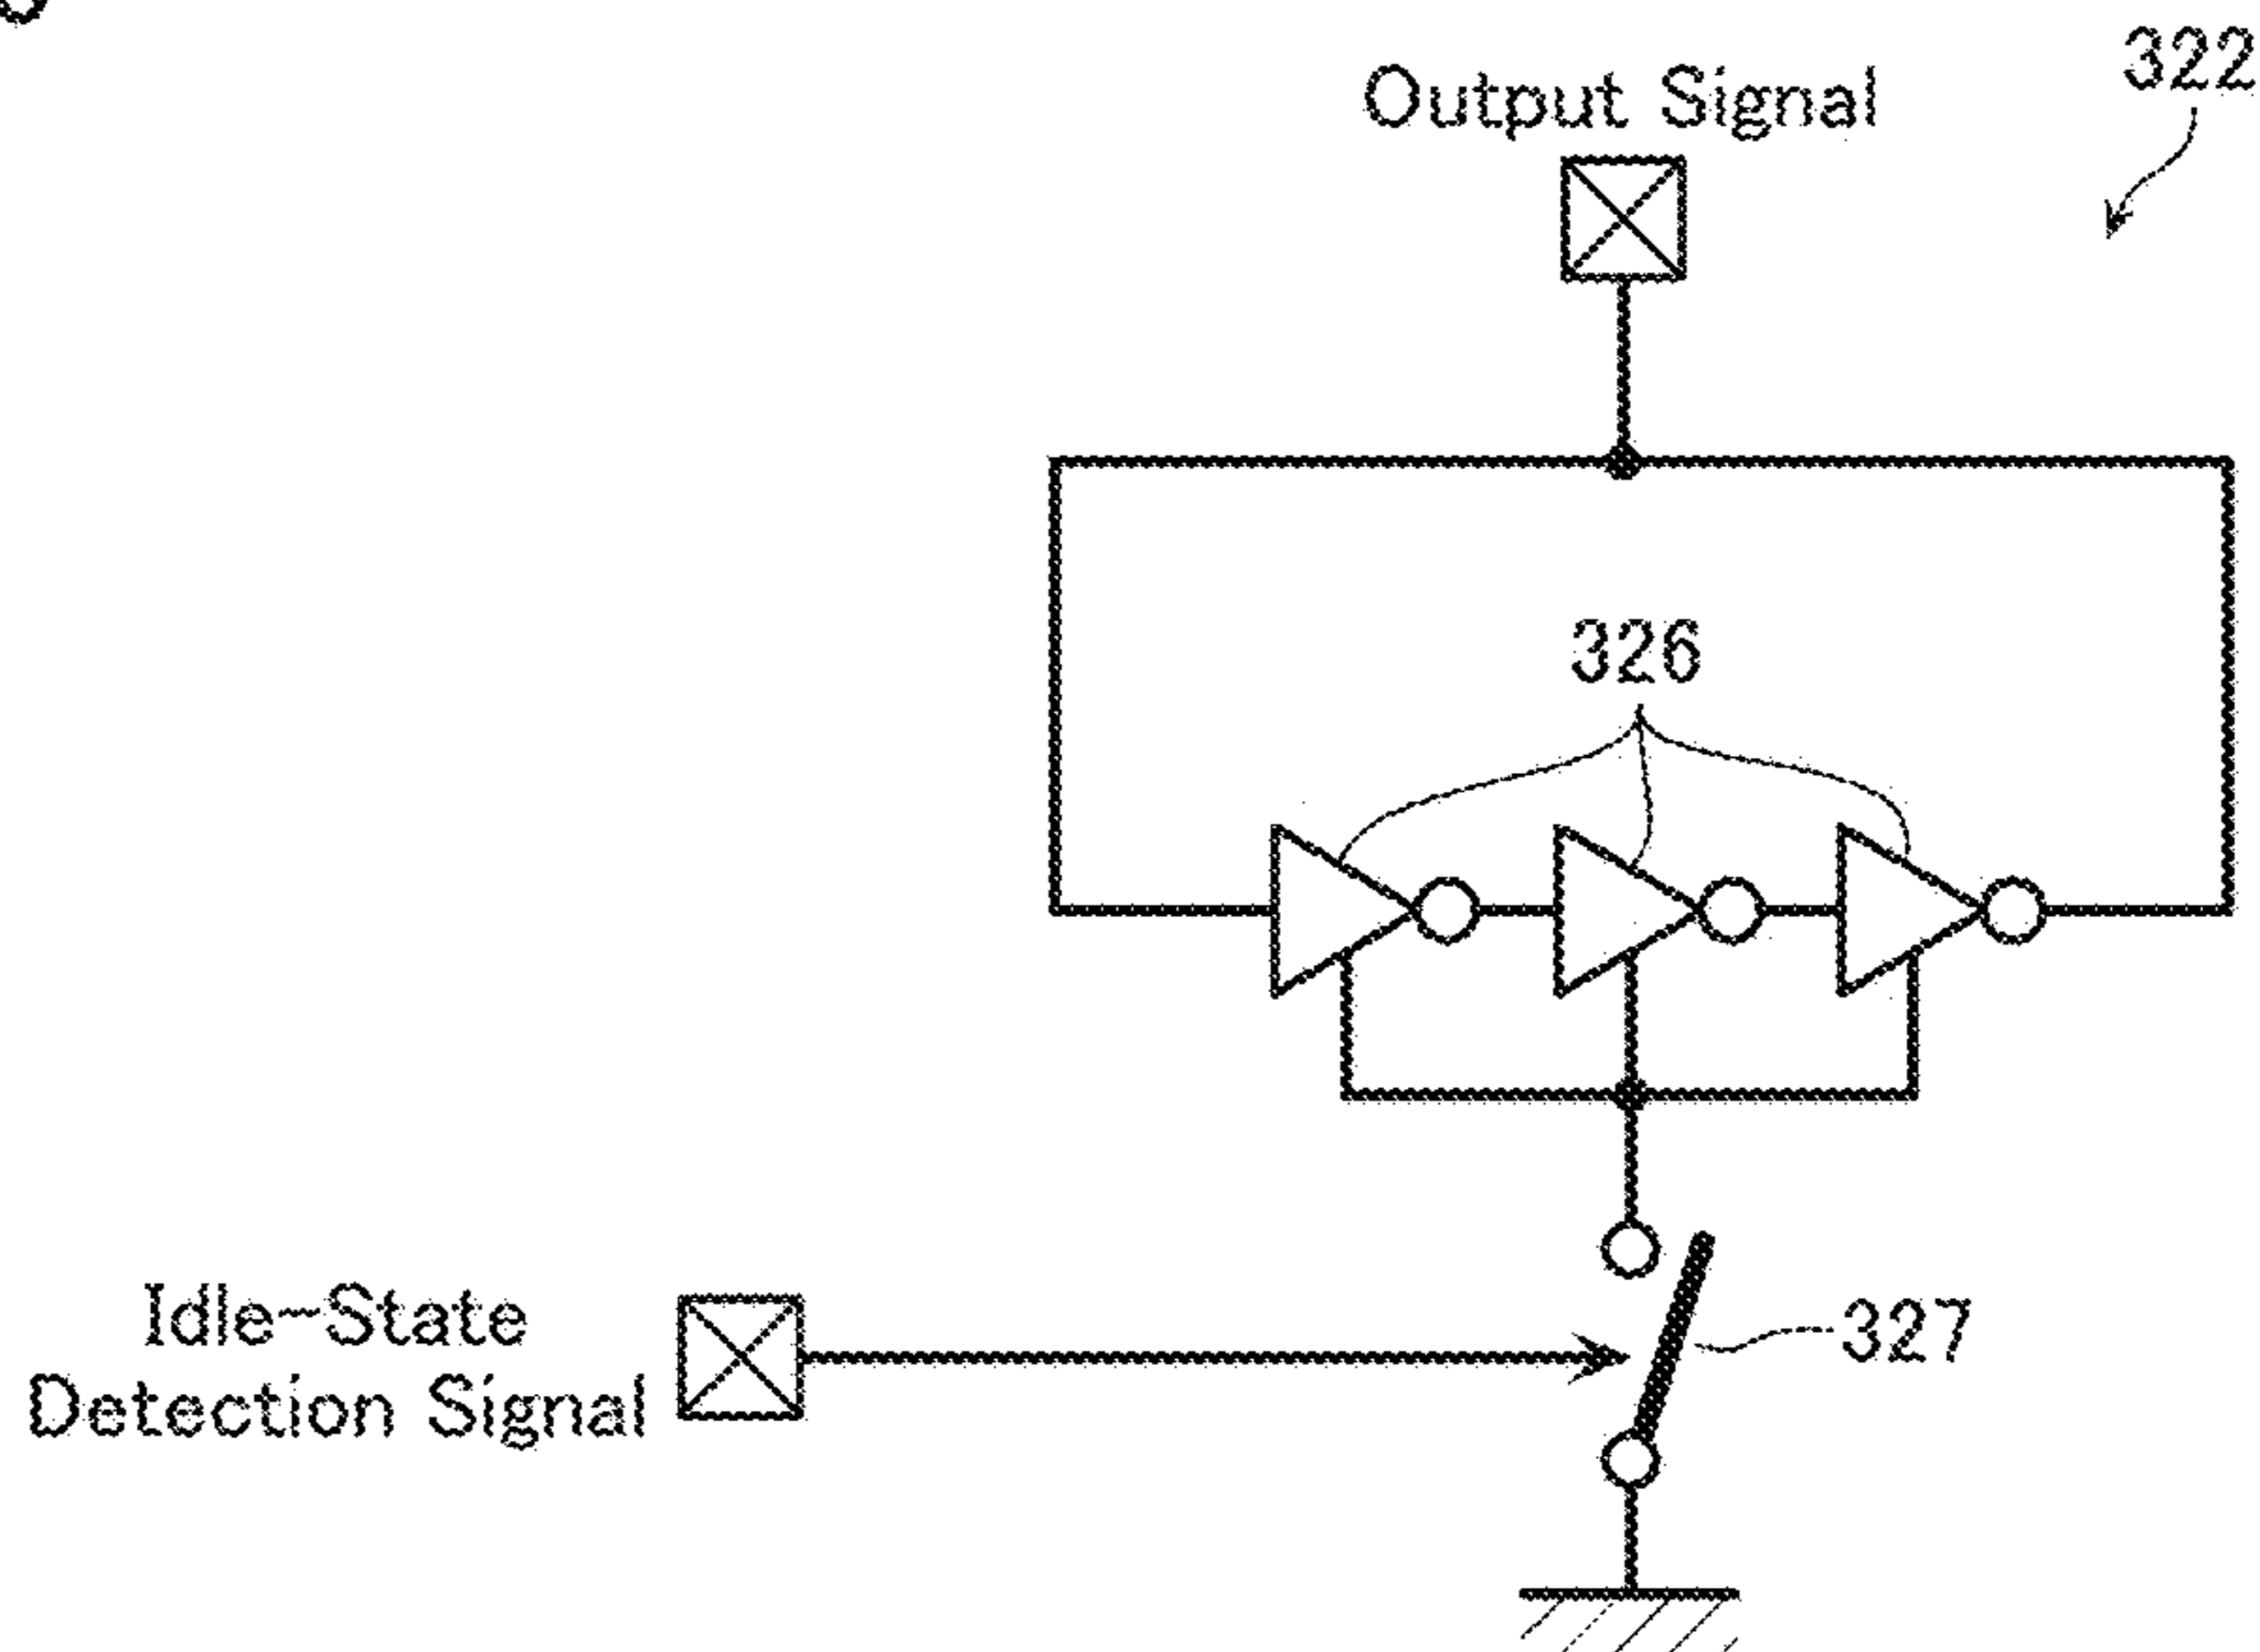 Output Signal
322
326
Idle-State
Detection Signal
327